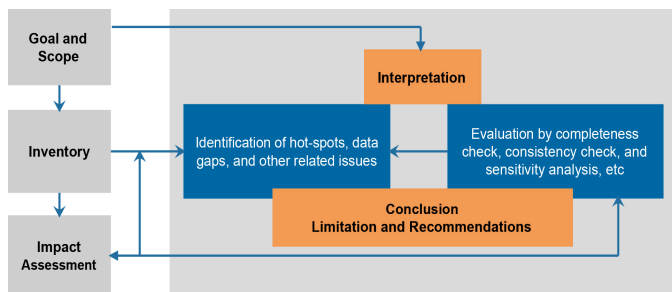 Goal and
Scope
Interpretation
Inventory
Identification of hot-spots, data
gaps, and other related issues
Evaluation by completeness
check, consistency check, and
sensitivity analysis, etc
Conclusion
Limitation and Recommendations
Impact
Assessment